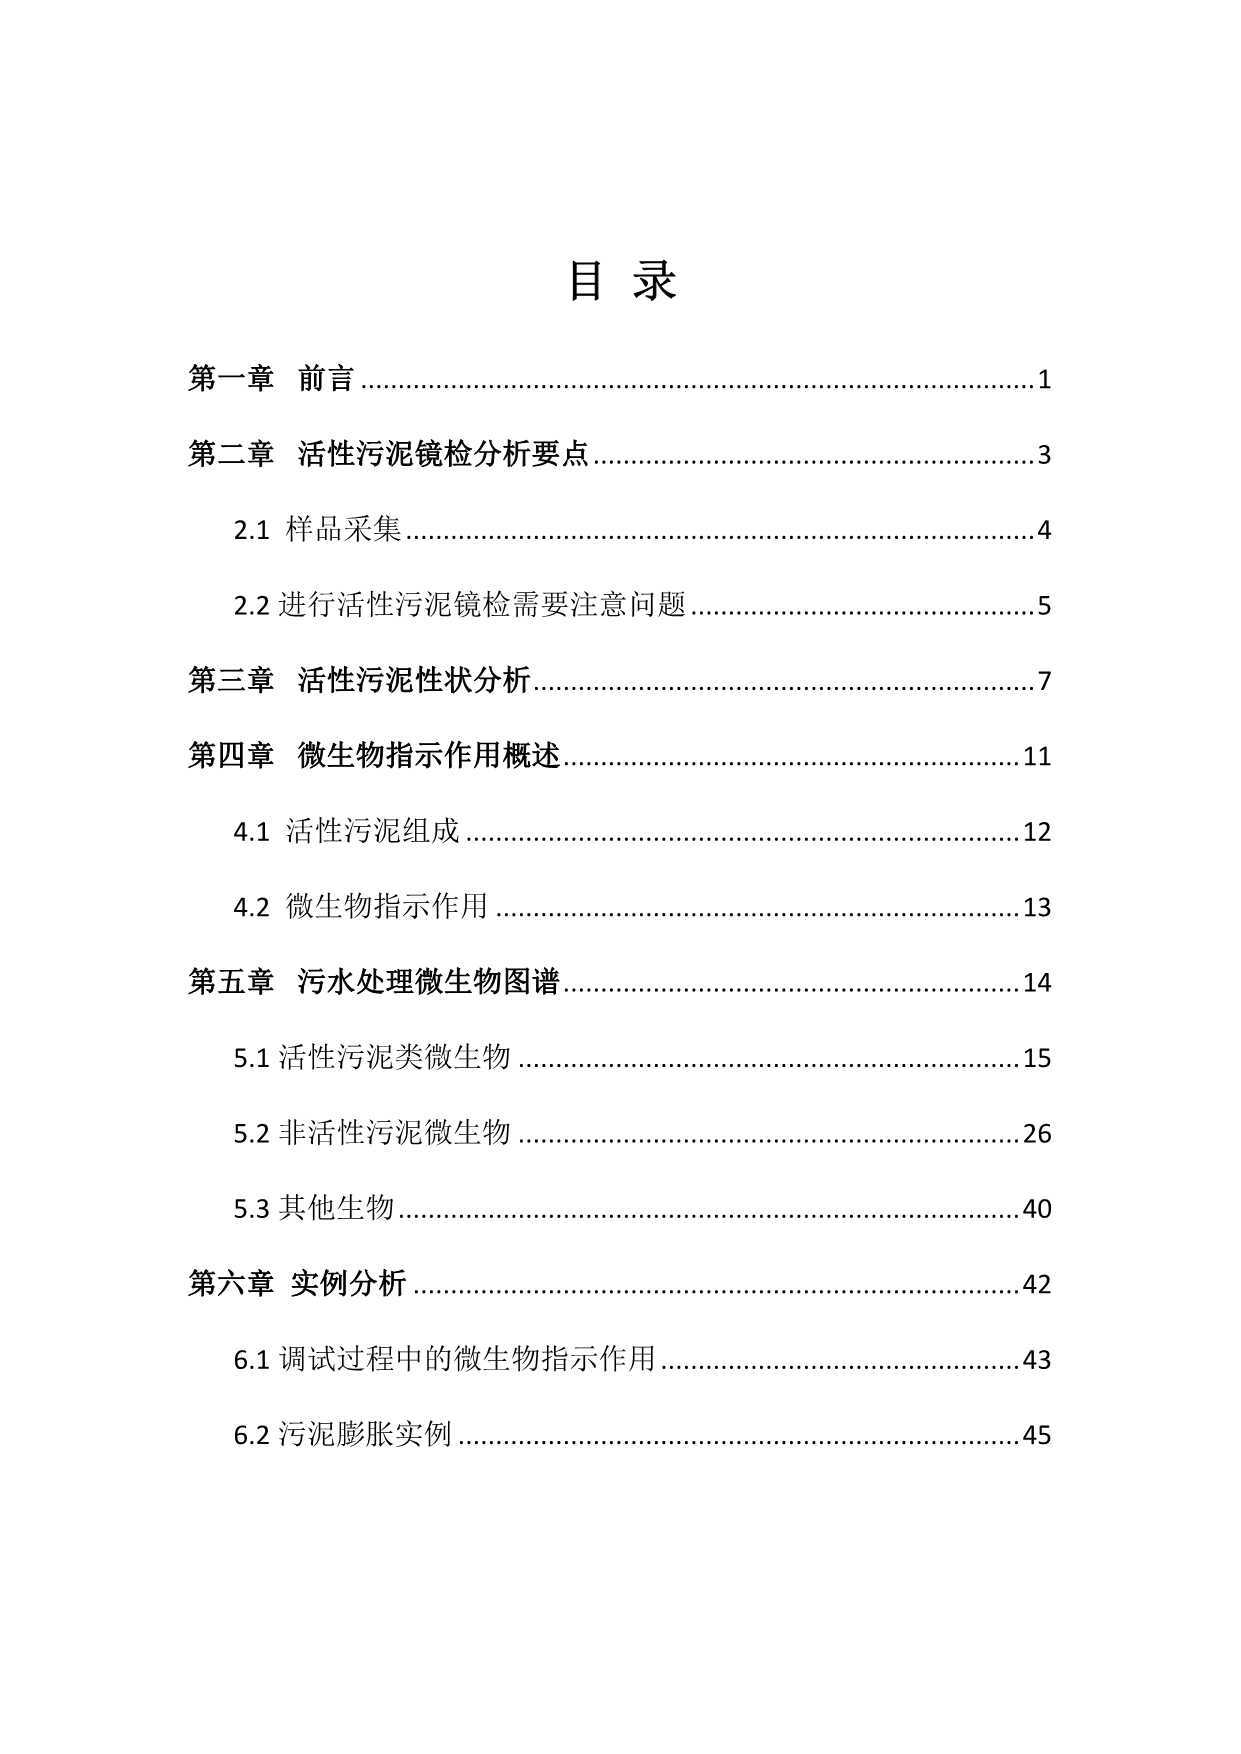 目 录
第一章 前言........................................1
第二章 活性污泥镜检分析要点........................................3
2.1 样品采集........................................4
2.2 进行活性污泥镜检需要注意问题........................................5
第三章 活性污泥性状分析........................................7
第四章 微生物指示作用概述........................................11
4.1 活性污泥组成........................................12
4.2 微生物指示作用........................................13
第五章 污水处理微生物图谱........................................14
5.1 活性污泥类微生物........................................15
5.2 非活性污泥微生物........................................26
5.3 其他生物........................................40
第六章 实例分析........................................42
6.1 调试过程中的微生物指示作用........................................43
6.2 污泥膨胀实例........................................45